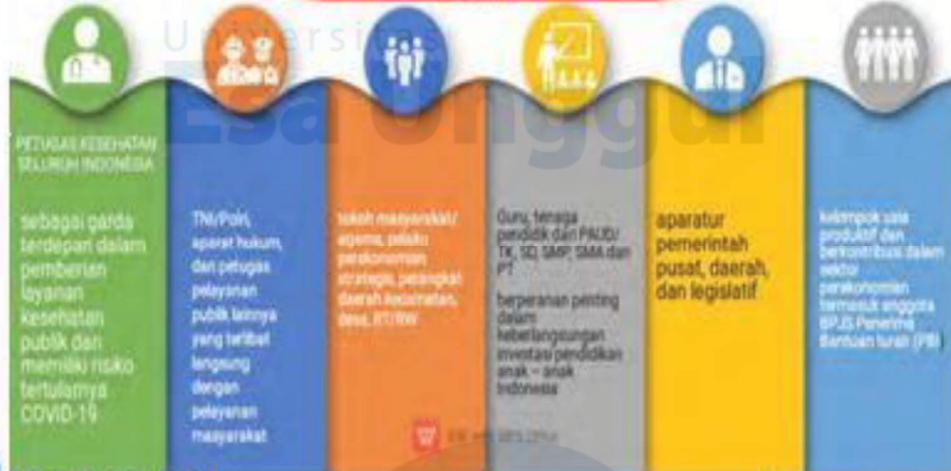 Universitas
Esa Unggul
PETUGAS KESEHATAN
SELURUH INDONESIA
sebagai garda
terdepan dalam
pemberian
layanan
kesehatan
publik dan
memiliki risiko
tertularnya
COVID-19
TNI/Polri,
aparat hukum,
dan petugas
pelayanan
publik lainnya
yang terlibat
langsung
dengan
pelayanan
masyarakat
tokoh masyarakat/
agama, pelaku
perekonomian
strategis, perangkat
daerah kecamatan,
desa, RT/RW
Guru, tenaga
pendidik dari PAUD/
TK, SD, SMP, SMA dan
PT
berperanan penting
dalam
keberlangsungan
investasi pendidikan
anak – anak
Indonesia
aparatur
pemerintah
pusat, daerah,
dan legislatif
kelompok usia
produktif dan
berkontribusi dalam
sektor
perekonomian
termasuk anggota
BPJS Penerima
Bantuan Iuran (PBI)